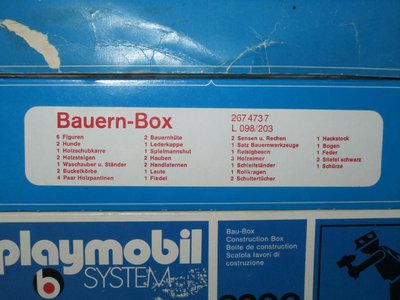 Bauern-Box
267 4737
L 098/203
6 Figuren
2 Hunde
1 Holzschubkarre
2 Holzsteigen
1 Waschzuber u. Ständer
2 Buckelkörbe
4 Paar Holzpantinen
2 Bauernhüte
1 Lederkappe
1 Spielmannshut
2 Hauben
2 Handlaternen
1 Laute
1 Fiedel
2 Sensen u. Rechen
1 Satz Bauernwerkzeuge
1 Reisigbesen
3 Holzeimer
1 Schleifständer
1 Rollkragen
2 Schultertücher
1 Hackstock
1 Bogen
1 Feder
2 Stiefel schwarz
1 Schürze
playmobil
SYSTEM
Bau-Box
Construction Box
Boite de construction
Scatola lavori di
costruzione